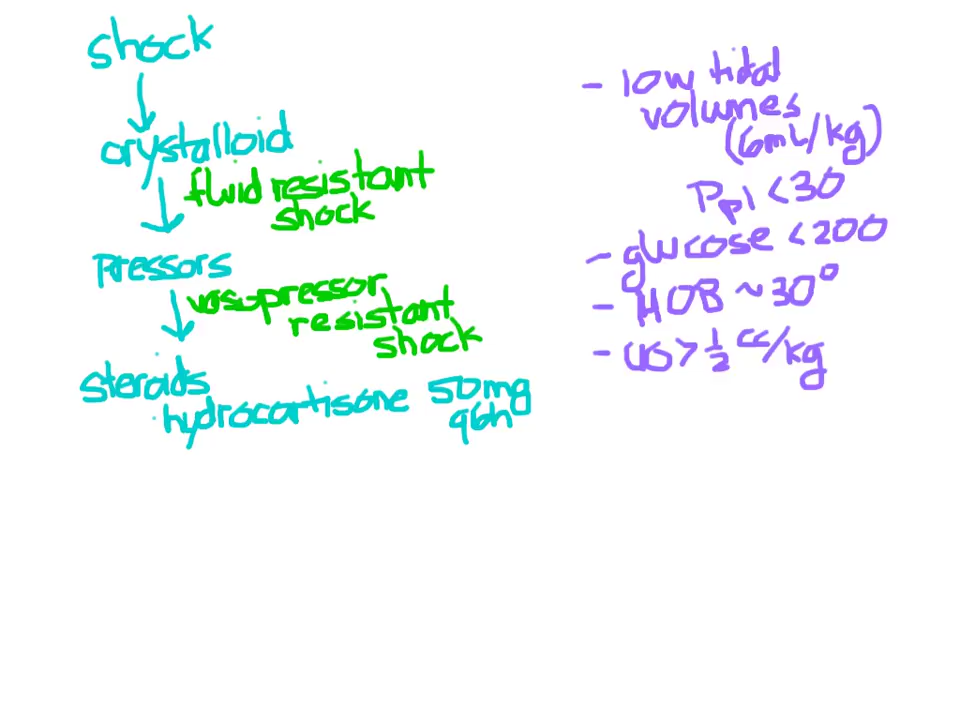 shock
crystalloid
fluid resistant
shock
Pressors
vasopressor
resistant
shock
steroids
hydrocortisone 50mg
q6h
- low tidal
volumes
(6mL/kg)
Ppl < 30
- glucose < 200
- HOB ~ 30°
- UO > 1/2 cc/kg